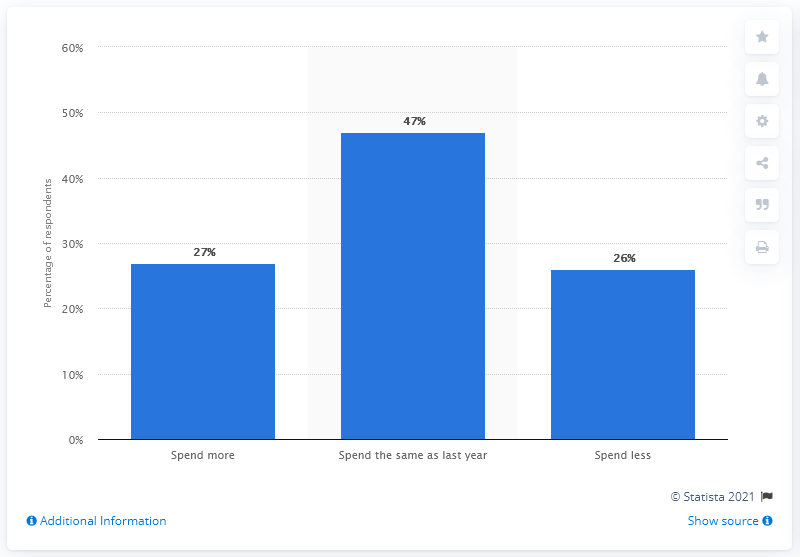 60%
50%
40%
30%
20%
10%
0%
Percentage of respondents
27%
47%
26%
Spend more
Spend the same as last year
Spend less
© Statista 2021
Additional Information
Show source